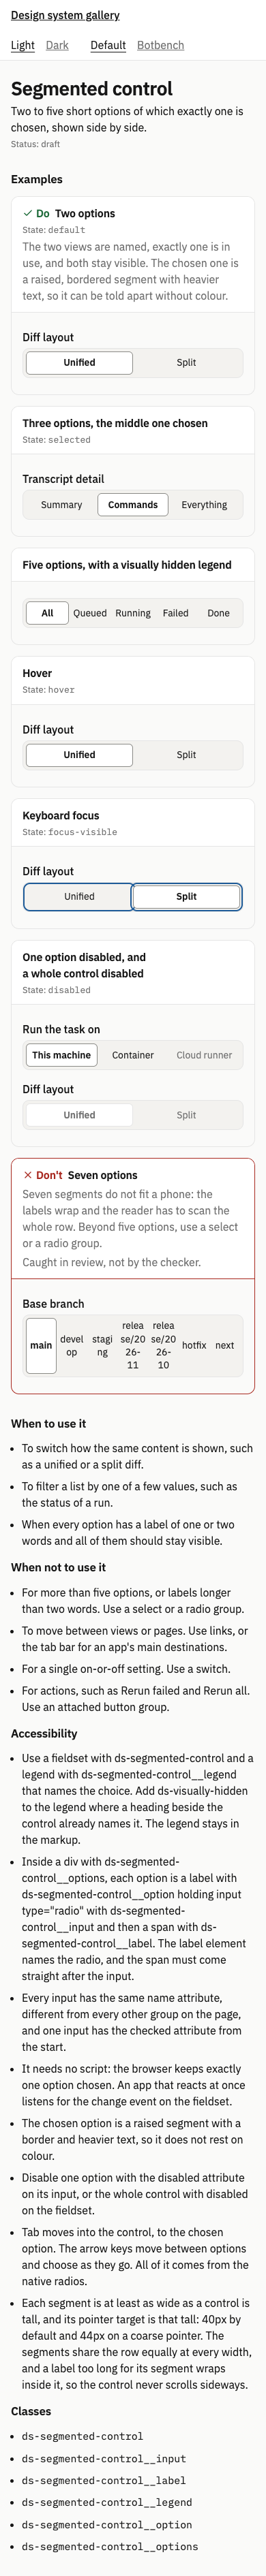 Design system gallery
Light Dark Default Botbench
Segmented control
Two to five short options of which exactly one is
chosen, shown side by side.
Status: draft
Examples
✓ Do Two options
State: default
The two views are named, exactly one is in
use, and both stay visible. The chosen one is
a raised, bordered segment with heavier
text, so it can be told apart without colour.
Diff layout
Unified Split
Three options, the middle one chosen
State: selected
Transcript detail
Summary Commands Everything
Five options, with a visually hidden legend
All Queued Running Failed Done
Hover
State: hover
Diff layout
Unified Split
Keyboard focus
State: focus-visible
Diff layout
Unified Split
One option disabled, and
a whole control disabled
State: disabled
Run the task on
This machine Container Cloud runner
Diff layout
Unified Split
✕ Don't Seven options
Seven segments do not fit a phone: the
labels wrap and the reader has to scan the
whole row. Beyond five options, use a select
or a radio group.
Caught in review, not by the checker.
Base branch
main
devel
op
stagi
ng
relea
se/20
26-
11
relea
se/20
26-
10
hotfix
next
When to use it
• To switch how the same content is shown, such
as a unified or a split diff.
• To filter a list by one of a few values, such as
the status of a run.
• When every option has a label of one or two
words and all of them should stay visible.
When not to use it
• For more than five options, or labels longer
than two words. Use a select or a radio group.
• To move between views or pages. Use links, or
the tab bar for an app's main destinations.
• For a single on-or-off setting. Use a switch.
• For actions, such as Rerun failed and Rerun all.
Use an attached button group.
Accessibility
• Use a fieldset with ds-segmented-control and a
legend with ds-segmented-control__legend
that names the choice. Add ds-visually-hidden
to the legend where a heading beside the
control already names it. The legend stays in
the markup.
• Inside a div with ds-segmented-
control__options, each option is a label with
ds-segmented-control__option holding input
type="radio" with ds-segmented-
control__input and then a span with ds-
segmented-control__label. The label element
names the radio, and the span must come
straight after the input.
• Every input has the same name attribute,
different from every other group on the page,
and one input has the checked attribute from
the start.
• It needs no script: the browser keeps exactly
one option chosen. An app that reacts at once
listens for the change event on the fieldset.
• The chosen option is a raised segment with a
border and heavier text, so it does not rest on
colour.
• Disable one option with the disabled attribute
on its input, or the whole control with disabled
on the fieldset.
• Tab moves into the control, to the chosen
option. The arrow keys move between options
and choose as they go. All of it comes from the
native radios.
• Each segment is at least as wide as a control is
tall, and its pointer target is that tall: 40px by
default and 44px on a coarse pointer. The
segments share the row equally at every width,
and a label too long for its segment wraps
inside it, so the control never scrolls sideways.
Classes
• ds-segmented-control
• ds-segmented-control__input
• ds-segmented-control__label
• ds-segmented-control__legend
• ds-segmented-control__option
• ds-segmented-control__options